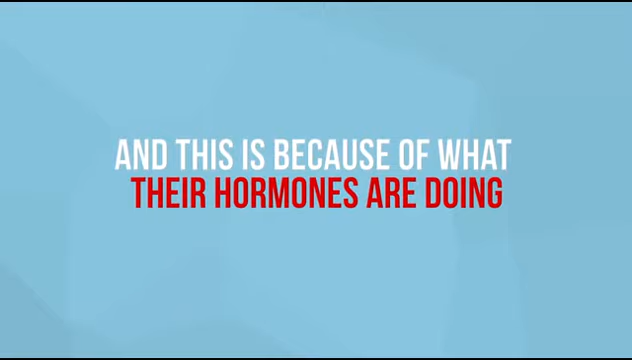 AND THIS IS BECAUSE OF WHAT
THEIR HORMONES ARE DOING